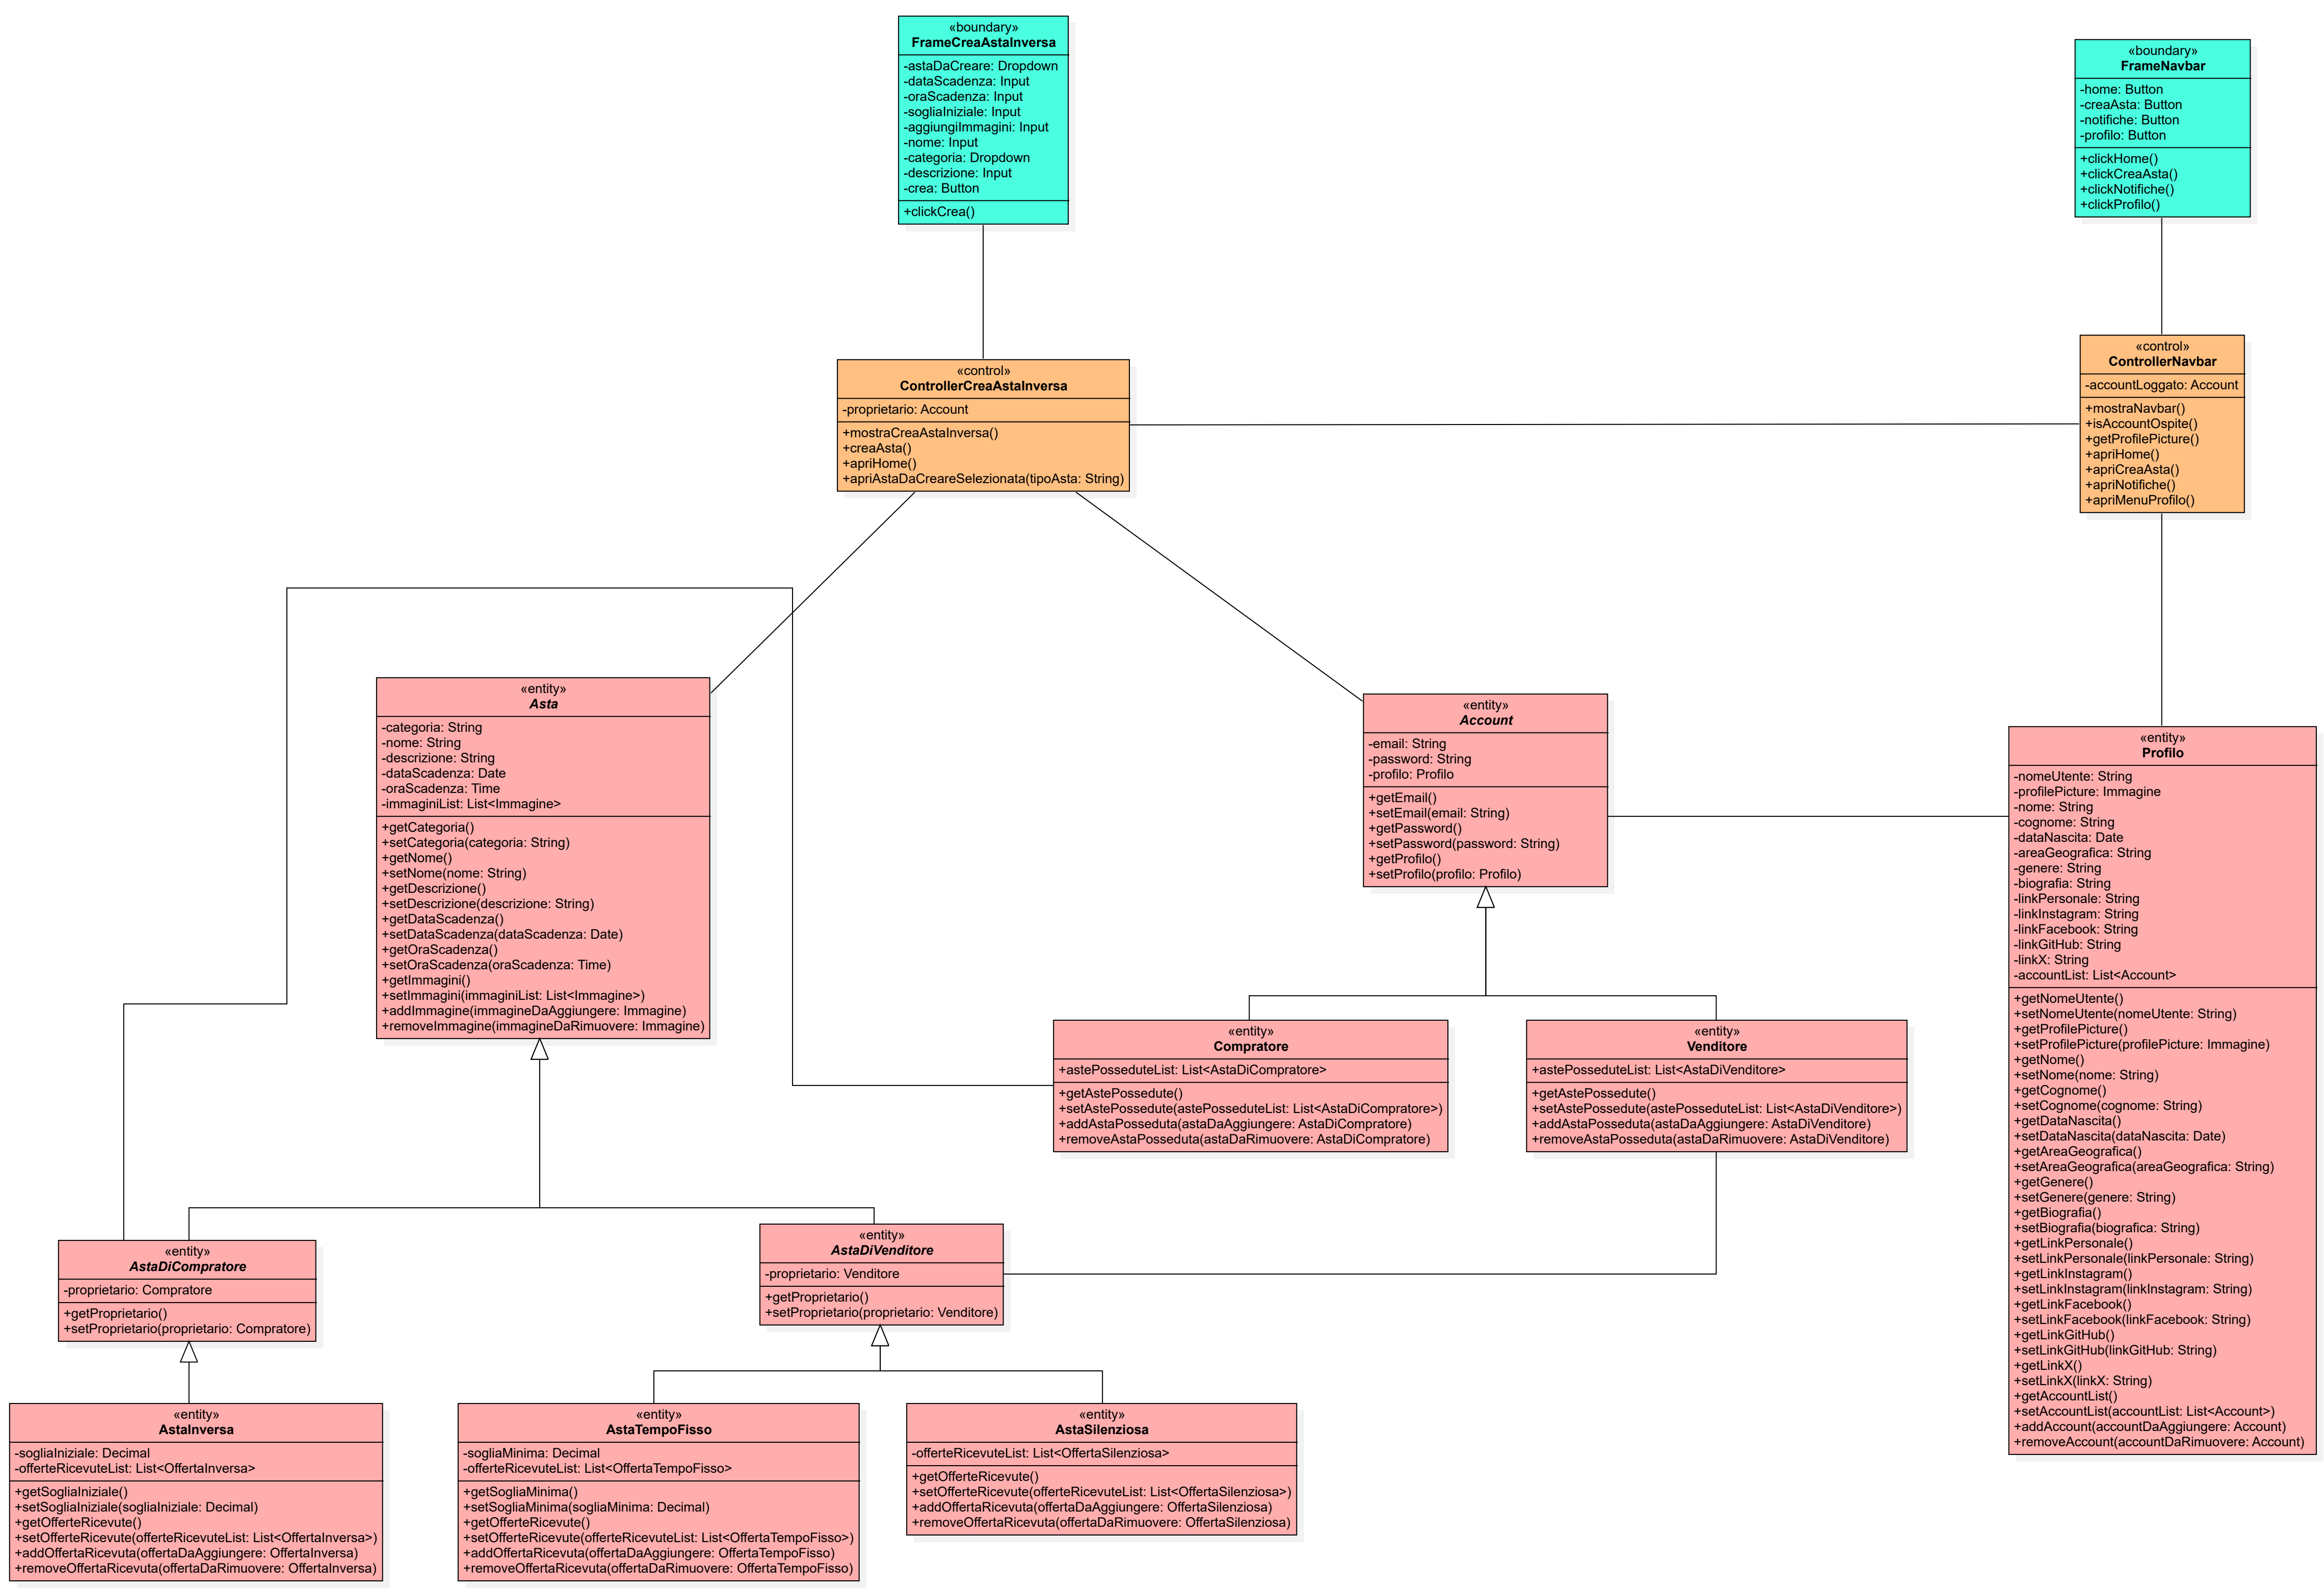 «boundary»
FrameCreaAstaInversa
-astaDaCreare: Dropdown
-dataScadenza: Input
-oraScadenza: Input
-sogliaIniziale: Input
-aggiungiImmagini: Input
-nome: Input
-categoria: Dropdown
-descrizione: Input
-crea: Button
+clickCrea()
«boundary»
FrameNavbar
-home: Button
-creaAsta: Button
-notifiche: Button
-profilo: Button
+clickHome()
+clickCreaAsta()
+clickNotifiche()
+clickProfilo()
«control»
ControllerCreaAstaInversa
-proprietario: Account
+mostraCreaAstaInversa()
+creaAsta()
+apriHome()
+apriAstaDaCreareSelezionata(tipoAsta: String)
«control»
ControllerNavbar
-accountLoggato: Account
+mostraNavbar()
+isAccountOspite()
+getProfilePicture()
+apriHome()
+apriCreaAsta()
+apriNotifiche()
+apriMenuProfilo()
«entity»
Asta
-categoria: String
-nome: String
-descrizione: String
-dataScadenza: Date
-oraScadenza: Time
-immaginiList: List<Immagine>
+getCategoria()
+setCategoria(categoria: String)
+getNome()
+setNome(nome: String)
+getDescrizione()
+setDescrizione(descrizione: String)
+getDataScadenza()
+setDataScadenza(dataScadenza: Date)
+getOraScadenza()
+setOraScadenza(oraScadenza: Time)
+getImmagini()
+setImmagini(immaginiList: List<Immagine>)
+addImmagine(immagineDaAggiungere: Immagine)
+removeImmagine(immagineDaRimuovere: Immagine)
«entity»
Account
-email: String
-password: String
-profilo: Profilo
+getEmail()
+setEmail(email: String)
+getPassword()
+setPassword(password: String)
+getProfilo()
+setProfilo(profilo: Profilo)
«entity»
Profilo
-nomeUtente: String
-profilePicture: Immagine
-nome: String
-cognome: String
-dataNascita: Date
-areaGeografica: String
-genere: String
-biografia: String
-linkPersonale: String
-linkInstagram: String
-linkFacebook: String
-linkGitHub: String
-linkX: String
-accountList: List<Account>
+getNomeUtente()
+setNomeUtente(nomeUtente: String)
+getProfilePicture()
+setProfilePicture(profilePicture: Immagine)
+getNome()
+setNome(nome: String)
+getCognome()
+setCognome(cognome: String)
+getDataNascita()
+setDataNascita(dataNascita: Date)
+getAreaGeografica()
+setAreaGeografica(areaGeografica: String)
+getGenere()
+setGenere(genere: String)
+getBiografia()
+setBiografia(biografica: String)
+getLinkPersonale()
+setLinkPersonale(linkPersonale: String)
+getLinkInstagram()
+setLinkInstagram(linkInstagram: String)
+getLinkFacebook()
+setLinkFacebook(linkFacebook: String)
+getLinkGitHub()
+setLinkGitHub(linkGitHub: String)
+getLinkX()
+setLinkX(linkX: String)
+getAccountList()
+setAccountList(accountList: List<Account>)
+addAccount(accountDaAggiungere: Account)
+removeAccount(accountDaRimuovere: Account)
«entity»
Compratore
+astePosseduteList: List<AstaDiCompratore>
+getAstePossedute()
+setAstePossedute(astePosseduteList: List<AstaDiCompratore>)
+addAstaPosseduta(astaDaAggiungere: AstaDiCompratore)
+removeAstaPosseduta(astaDaRimuovere: AstaDiCompratore)
«entity»
Venditore
+astePosseduteList: List<AstaDiVenditore>
+getAstePossedute()
+setAstePossedute(astePosseduteList: List<AstaDiVenditore>)
+addAstaPosseduta(astaDaAggiungere: AstaDiVenditore)
+removeAstaPosseduta(astaDaRimuovere: AstaDiVenditore)
«entity»
AstaDiCompratore
-proprietario: Compratore
+getProprietario()
+setProprietario(proprietario: Compratore)
«entity»
AstaDiVenditore
-proprietario: Venditore
+getProprietario()
+setProprietario(proprietario: Venditore)
«entity»
AstaInversa
-sogliaIniziale: Decimal
-offerteRicevuteList: List<OffertaInversa>
+getSogliaIniziale()
+setSogliaIniziale(sogliaIniziale: Decimal)
+getOfferteRicevute()
+setOfferteRicevute(offerteRicevuteList: List<OffertaInversa>)
+addOffertaRicevuta(offertaDaAggiungere: OffertaInversa)
+removeOffertaRicevuta(offertaDaRimuovere: OffertaInversa)
«entity»
AstaTempoFisso
-sogliaMinima: Decimal
-offerteRicevuteList: List<OffertaTempoFisso>
+getSogliaMinima()
+setSogliaMinima(sogliaMinima: Decimal)
+getOfferteRicevute()
+setOfferteRicevute(offerteRicevuteList: List<OffertaTempoFisso>)
+addOffertaRicevuta(offertaDaAggiungere: OffertaTempoFisso)
+removeOffertaRicevuta(offertaDaRimuovere: OffertaTempoFisso)
«entity»
AstaSilenziosa
-offerteRicevuteList: List<OffertaSilenziosa>
+getOfferteRicevute()
+setOfferteRicevute(offerteRicevuteList: List<OffertaSilenziosa>)
+addOffertaRicevuta(offertaDaAggiungere: OffertaSilenziosa)
+removeOffertaRicevuta(offertaDaRimuovere: OffertaSilenziosa)